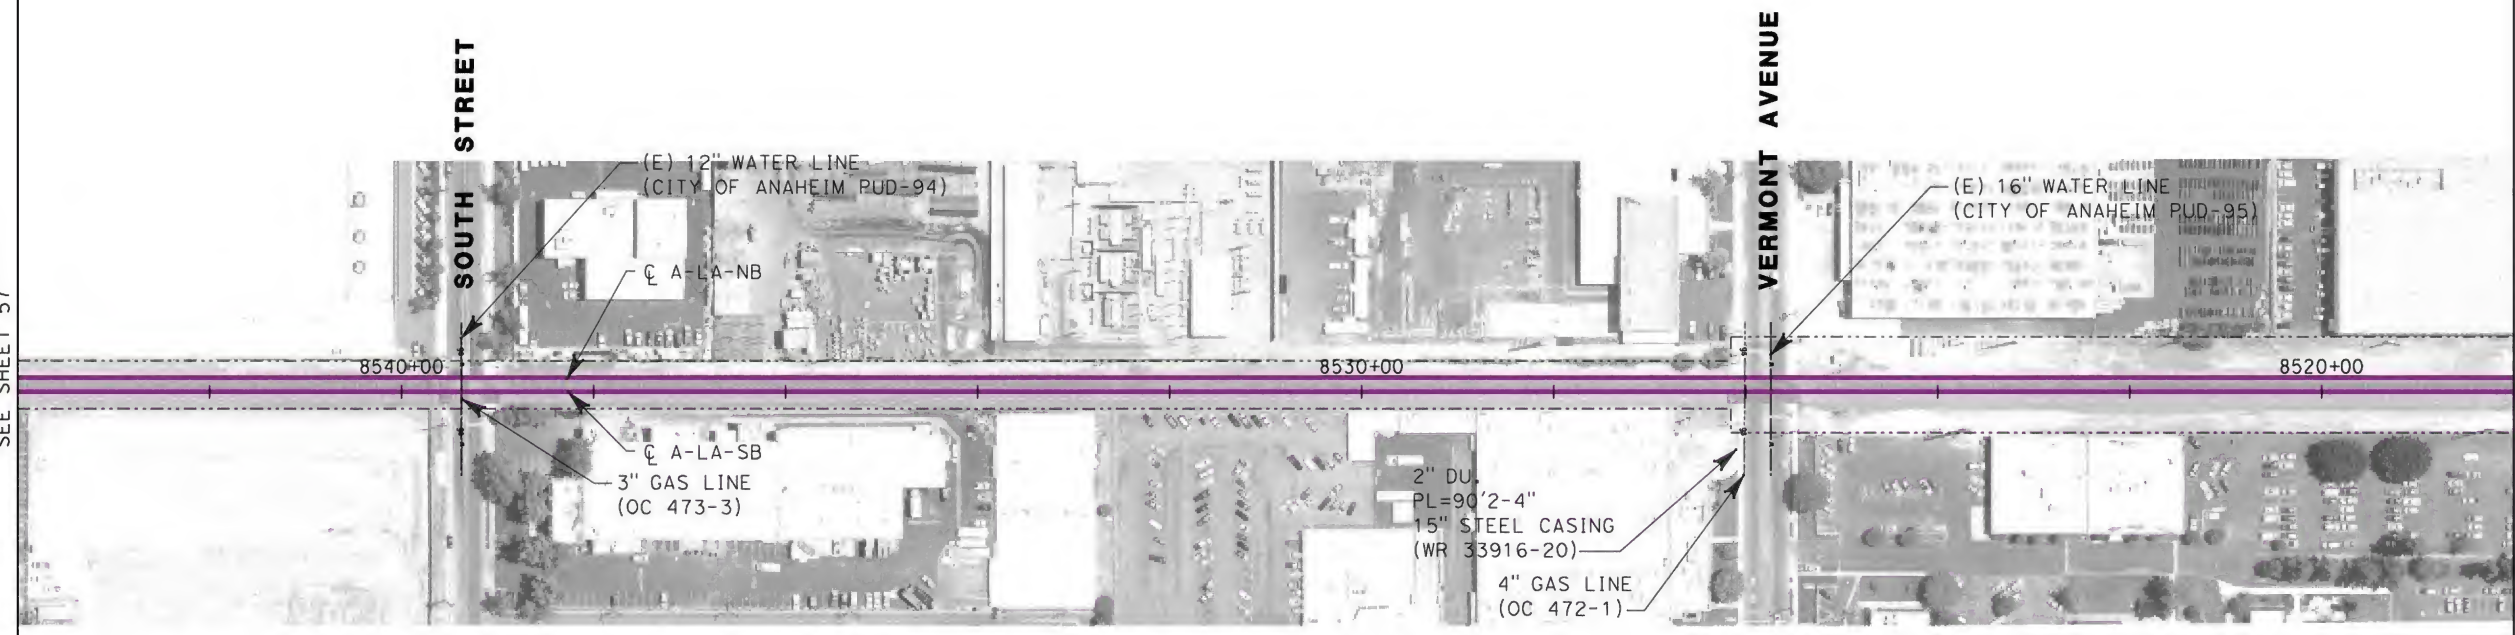 SOUTH STREET
VERMONT AVENUE
(E) 12" WATER LINE
(CITY OF ANAHEIM PUD-94)
(E) 16" WATER LINE
(CITY OF ANAHEIM PUD-95)
℄ A-LA-NB
SEE SHEET 57
8540+00
8530+00
8520+00
℄ A-LA-SB
3" GAS LINE
(OC 473-3)
2" DU.
PL=90'2-4"
15" STEEL CASING
(WR 33916-20)
4" GAS LINE
(OC 472-1)